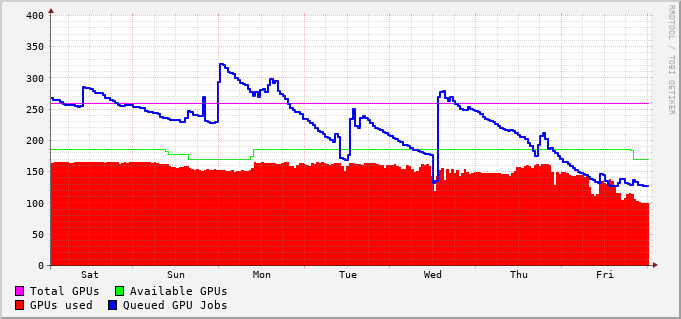 400
350
300
250
200
150
100
50
0
Sat Sun Mon Tue Wed Thu Fri
RRDTOOL / TOBI OETIKER
Total GPUs Available GPUs
GPUs used Queued GPU Jobs